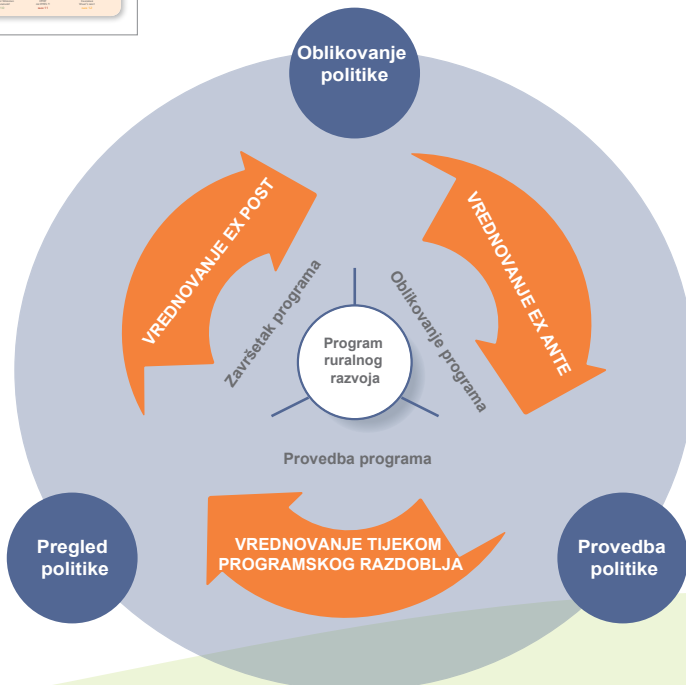 Oblikovanje
politike
VREDNOVANJE EX POST
VREDNOVANJE EX ANTE
Završetak programa
Oblikovanje programa
Program
ruralnog
razvoja
Provedba programa
Pregled
politike
VREDNOVANJE TIJEKOM
PROGRAMSKOG RAZDOBLJA
Provedba
politike